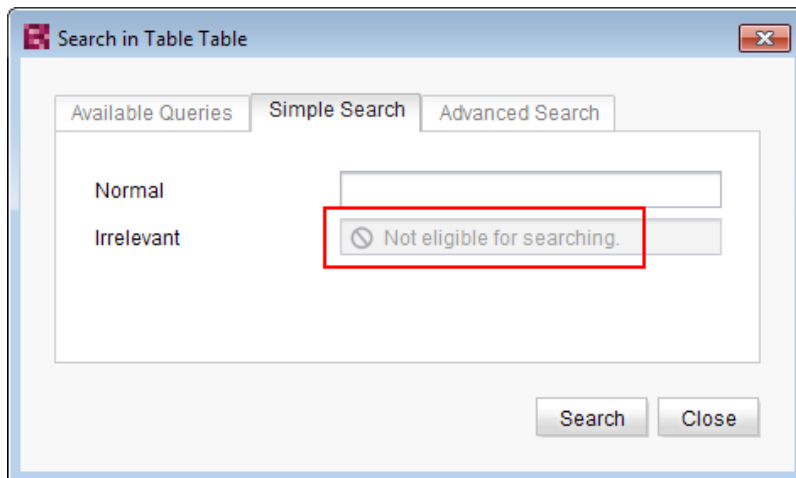 Search in Table Table
Available Queries Simple Search Advanced Search
Normal
Irrelevant Not eligible for searching.
Search Close